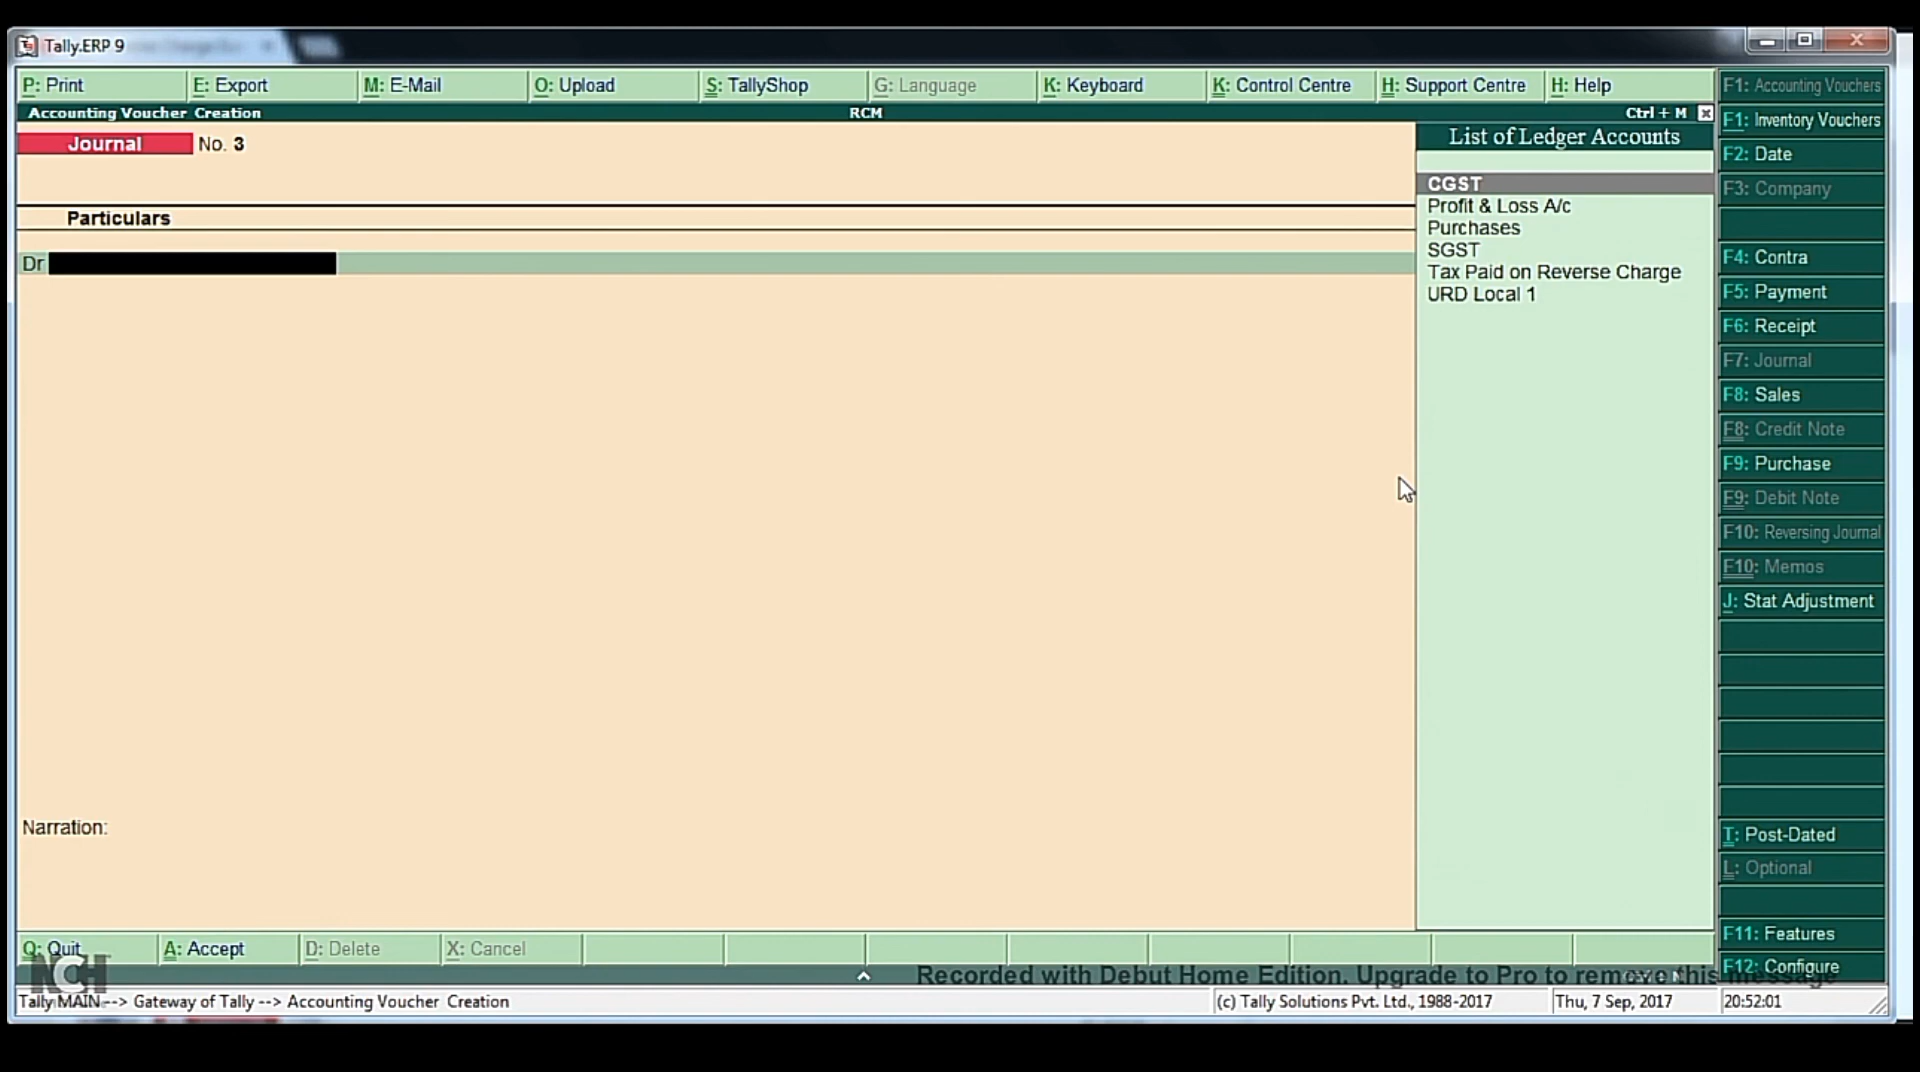 Tally.ERP 9
P: Print
E: Export
M: E-Mail
O: Upload
S: TallyShop
G: Language
K: Keyboard
K: Control Centre
H: Support Centre
H: Help
Accounting Voucher Creation
RCM
Ctrl + M
Journal
No. 3
Particulars
Dr
Narration:
List of Ledger Accounts
CGST
Profit & Loss A/c
Purchases
SGST
Tax Paid on Reverse Charge
URD Local 1
F1: Accounting Vouchers
F1: Inventory Vouchers
F2: Date
F3: Company
F4: Contra
F5: Payment
F6: Receipt
F7: Journal
F8: Sales
F8: Credit Note
F9: Purchase
F9: Debit Note
F10: Reversing Journal
F10: Memos
J: Stat Adjustment
T: Post-Dated
L: Optional
F11: Features
F12: Configure
Q: Quit
A: Accept
D: Delete
X: Cancel
NCH
Recorded with Debut Home Edition. Upgrade to Pro to remove this message
Tally MAIN --> Gateway of Tally --> Accounting Voucher Creation
(c) Tally Solutions Pvt. Ltd., 1988-2017
Thu, 7 Sep, 2017
20:52:01